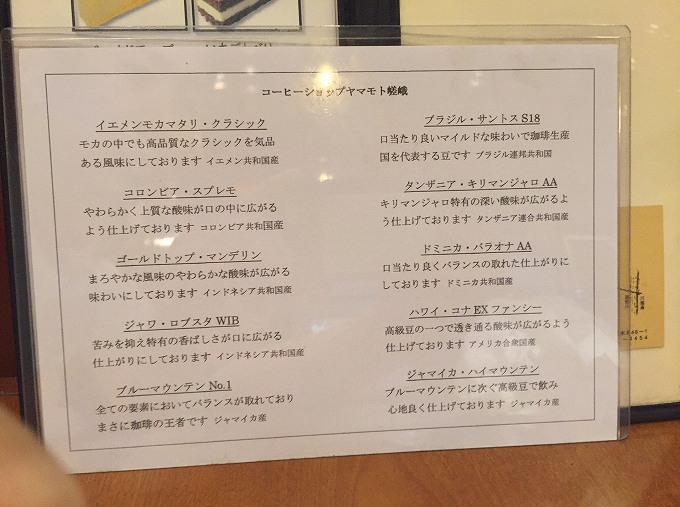 コーヒーショップヤマモト嵯峨
イエメンモカマタリ・クラシック
モカの中でも高品質なクラシックを気品
ある風味にしております イエメン共和国産
コロンビア・スプレモ
やわらかく上質な酸味が口の中に広がる
よう仕上げております コロンビア共和国産
ゴールドトップ・マンデリン
まろやかな風味のやわらかな酸味が広がる
味わいにしております インドネシア共和国産
ジャワ・ロブスタ WIB
苦みを抑え特有の香ばしさが口に広がる
仕上がりにしております インドネシア共和国産
ブルーマウンテン No.1
全ての要素においてバランスが取れており
まさに珈琲の王者です ジャマイカ産
ブラジル・サントス S18
口当たり良いマイルドな味わいで珈琲生産
国を代表する豆です ブラジル連邦共和国
タンザニア・キリマンジャロ AA
キリマンジャロ特有の深い酸味が広がるよ
う仕上げております タンザニア連合共和国産
ドミニカ・バラオナ AA
口当たり良くバランスの取れた仕上がりに
しております ドミニカ共和国産
ハワイ・コナ EX ファンシー
高級豆の一つで透き通る酸味が広がるよう
仕上げております アメリカ合衆国産
ジャマイカ・ハイマウンテン
ブルーマウンテンに次ぐ高級豆で飲み
心地良く仕上げております ジャマイカ産